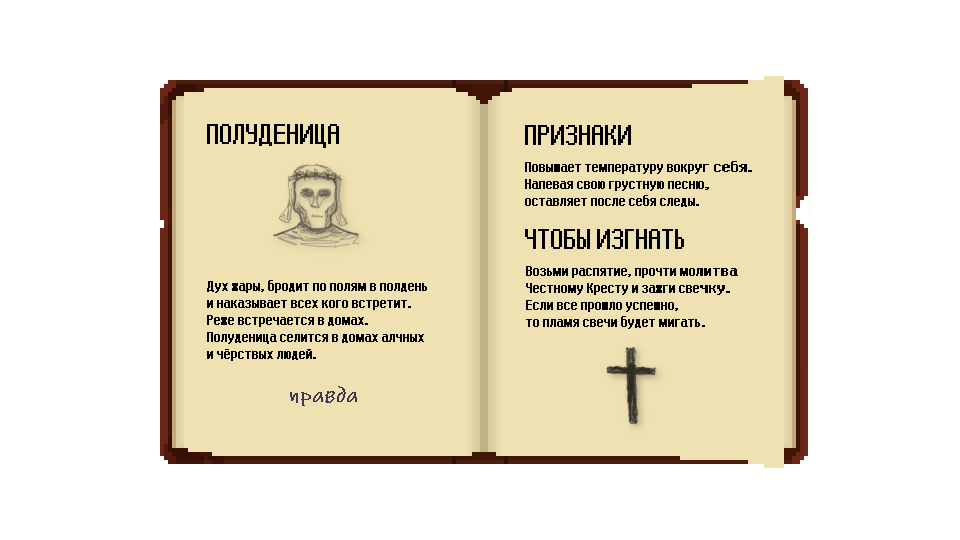 ПОЛУДЕНИЦА
Дух жары, бродит по полям в полдень
и наказывает всех кого встретит.
Реже встречается в домах.
Полуденица селится в домах алчных
и чёрствых людей.
правда
ПРИЗНАКИ
Повышает температуру вокруг себя.
Напевая свою грустную песню,
оставляет после себя следы.
ЧТОБЫ ИЗГНАТЬ
Возьми распятие, прочти молитва
Честному Кресту и зажги свечку.
Если все прошло успешно,
то пламя свечи будет мигать.